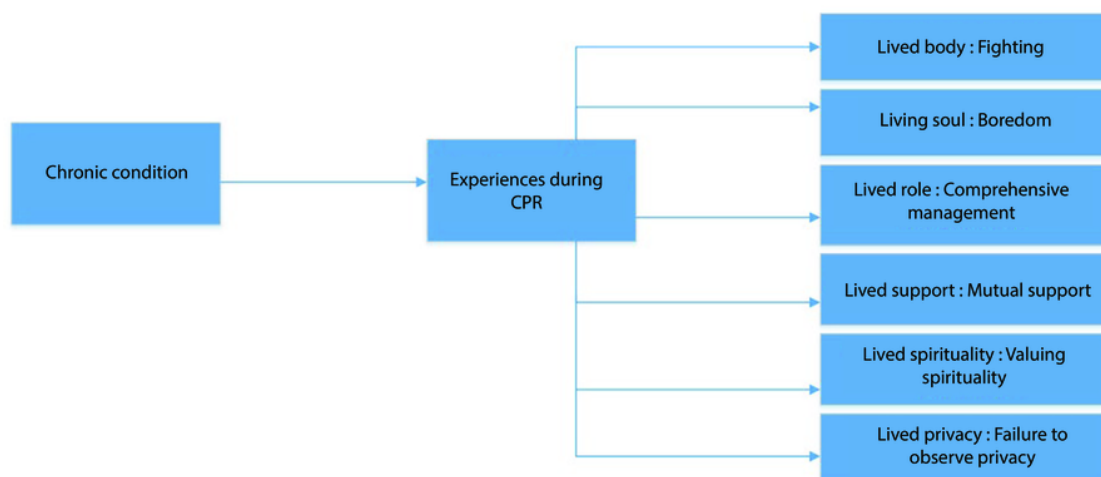 Lived body : Fighting
Living soul : Boredom
Chronic condition
Experiences during
CPR
Lived role : Comprehensive
management
Lived support : Mutual support
Lived spirituality : Valuing
spirituality
Lived privacy : Failure to
observe privacy